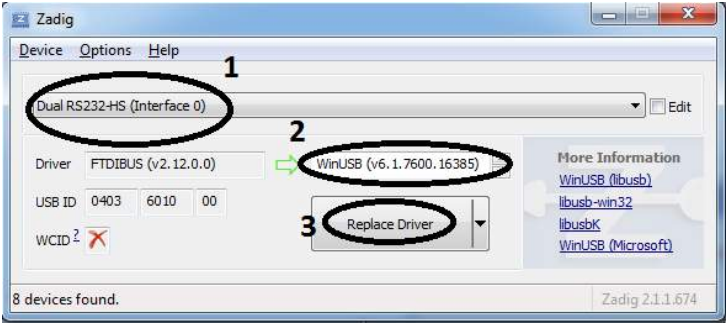 Zadig
Device Options Help
1
Dual RS232-HS (Interface 0)
Edit
2
Driver FTDIBUS (v2.12.0.0) WinUSB (v6.1.7600.16385)
More Information
WinUSB (libusb)
USB ID 0403 6010 00
libusb-win32
3 Replace Driver
libusbK
WCID ?
WinUSB (Microsoft)
8 devices found.
Zadig 2.1.1.674